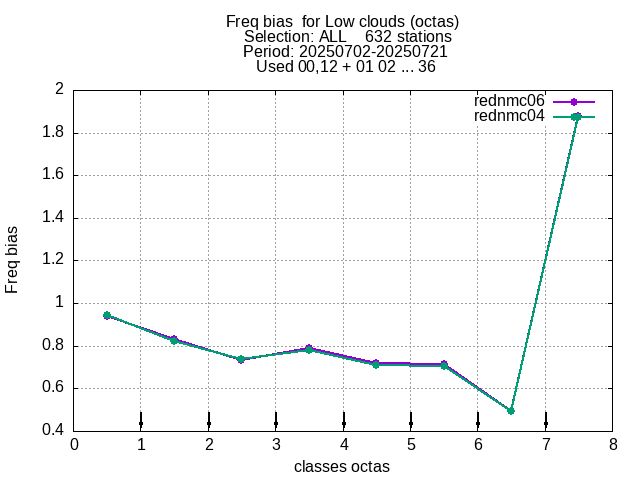 Freq bias  for Low clouds (octas)
Selection: ALL    632 stations
Period: 20250702-20250721
Used 00,12 + 01 02 ... 36
rednmc06
rednmc04
2
1.8
1.6
1.4
1.2
1
0.8
0.6
0.4
Freq bias
0 1 2 3 4 5 6 7 8
classes octas